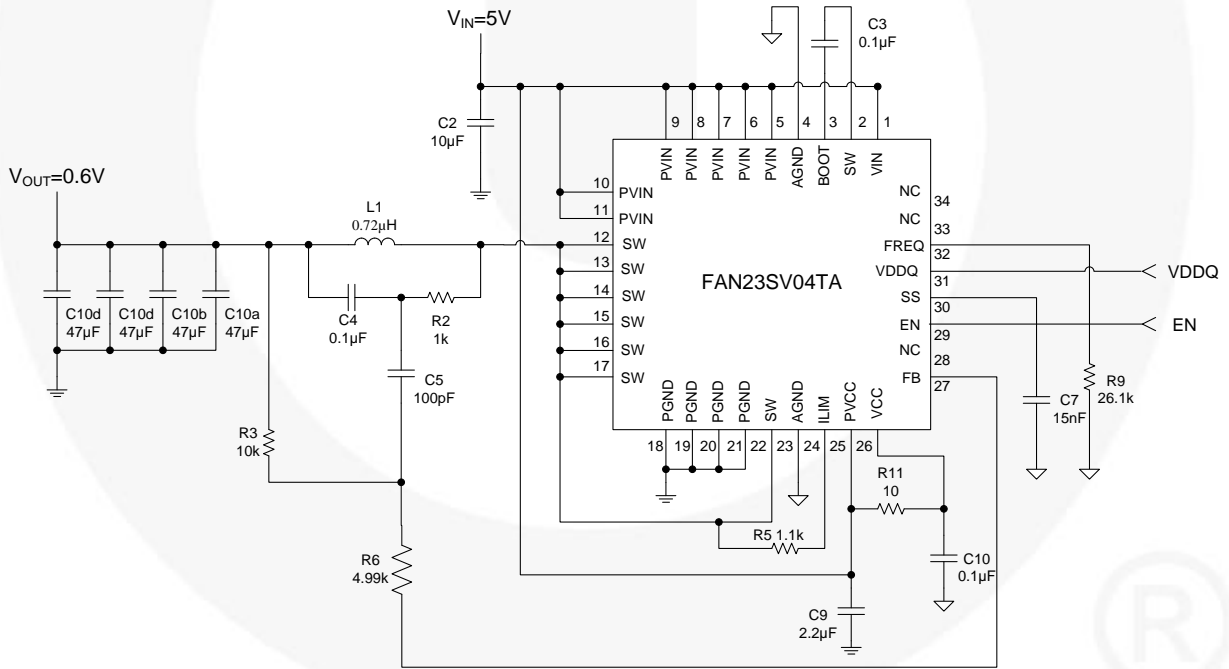 V_IN=5V
C2
10µF
C3
0.1µF
9 8 7 6 5 4 3 2 1
PVIN PVIN PVIN PVIN PVIN AGND BOOT SW VIN
V_OUT=0.6V
L1
0.72µH
C10d
47µF
C10d
47µF
C10b
47µF
C10a
47µF
C4
0.1µF
R2
1k
C5
100pF
R3
10k
R6
4.99k
10 PVIN
11 PVIN
12 SW
13 SW
14 SW
15 SW
16 SW
17 SW
FAN23SV04TA
NC 34
NC 33
FREQ 32
VDDQ 31
SS 30
EN 29
NC 28
FB 27
VDDQ
EN
R9
26.1k
C7
15nF
PGND PGND PGND PGND SW AGND ILIM PVCC VCC
18 19 20 21 22 23 24 25 26
R11
10
R5 1.1k
C10
0.1µF
C9
2.2µF
®